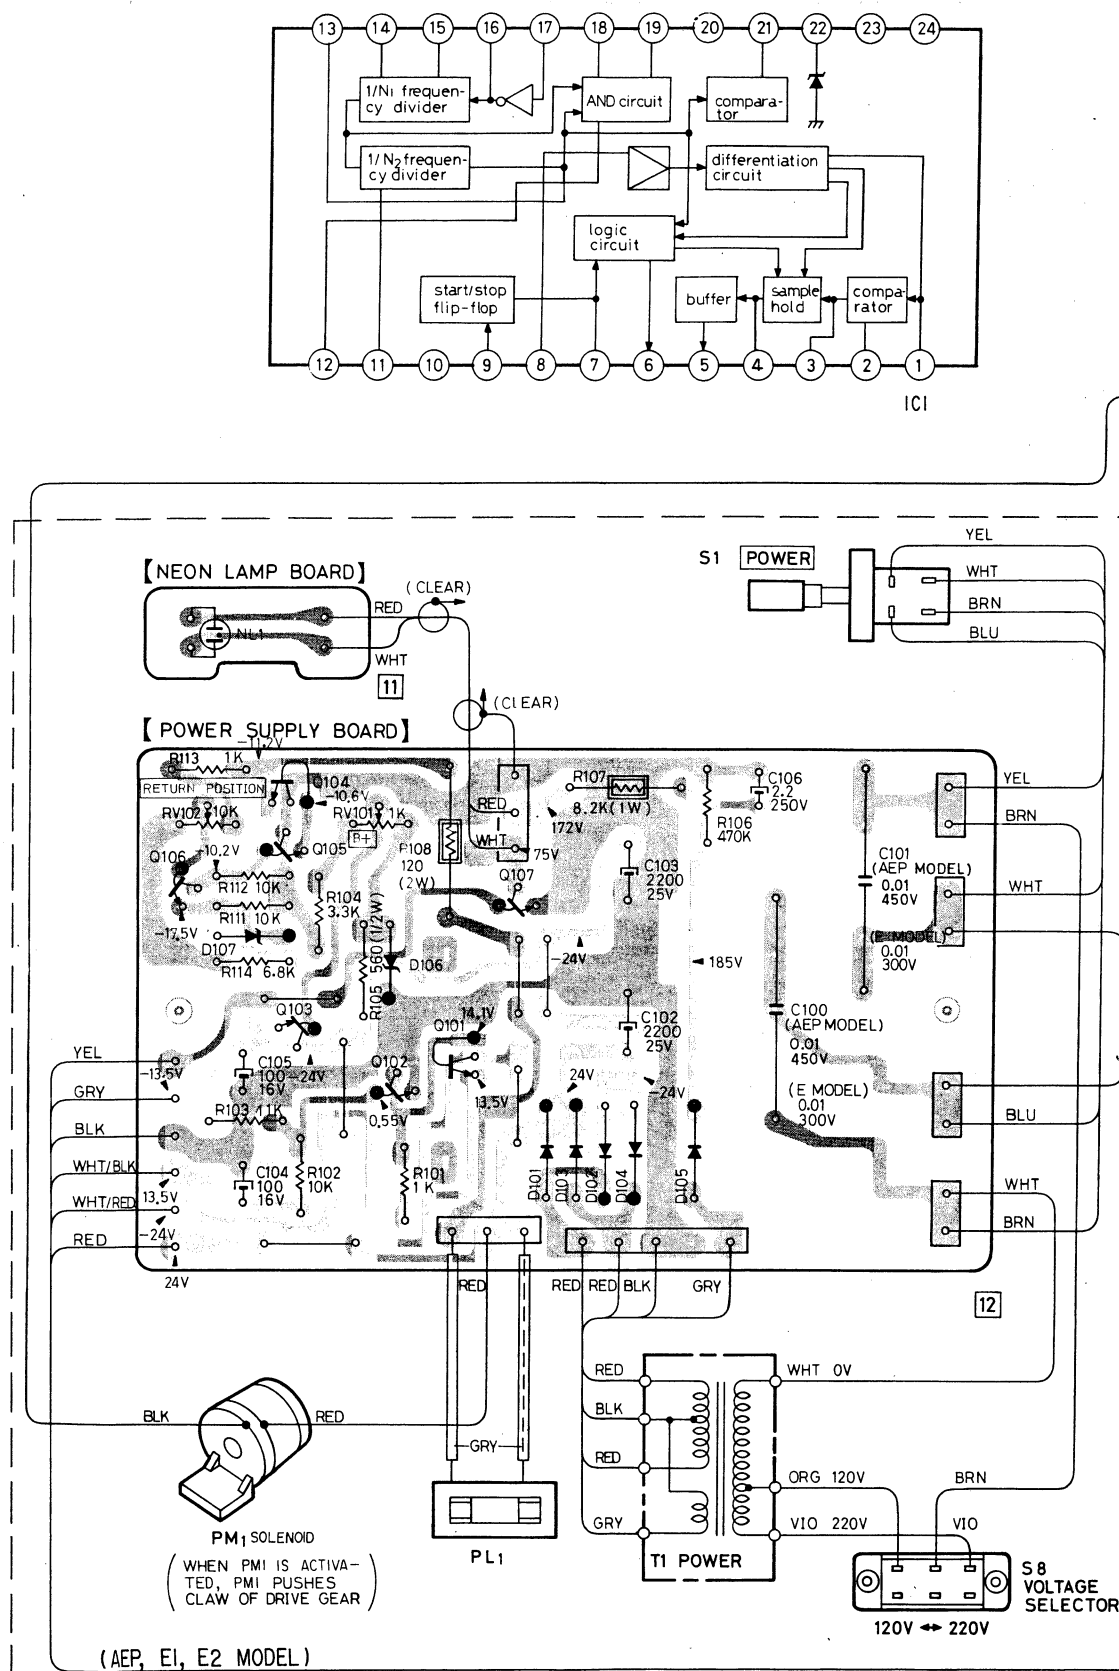 13 14 15 16 17 18 19 20 21 22 23 24
1/N1 frequen-
cy divider
AND circuit
compara-
tor
1/N2 frequen-
cy divider
differentiation
circuit
logic
circuit
start/stop
flip-flop
buffer
sample
hold
compa-
rator
12 11 10 9 8 7 6 5 4 3 2 1
IC1
S1 POWER
YEL
WHT
BRN
BLU
【NEON LAMP BOARD】
(CLEAR)
RED
NL1
WHT
11
(CLEAR)
【POWER SUPPLY BOARD】
-11.2V
R113 1K
Q104
RETURN POSITION
-10.6V
RV102 10K
RV101 1K
B+
RED
WHT
R107
8.2K(1W)
172V
75V
R106
470K
C106
2.2
250V
YEL
BRN
Q106
-10.2V
Q105
R108
120
(2W)
Q107
C103
2200
25V
C101
(AEP MODEL)
0.01
450V
WHT
R112 10K
R104
3.3K
R111 10K
-17.5V
D107
R114 6.8K
R105 560(1/2W)
D106
-24V
185V
(E MODEL)
0.01
300V
Q103
14.1V
Q101
C102
2200
25V
C100
(AEP MODEL)
0.01
450V
YEL
-13.5V
C105
100
16V
-24V
Q102
24V
-24V
(E MODEL)
0.01
300V
GRY
R103 1.1K
0.55V
13.5V
BLU
BLK
WHT/BLK
C104
100
16V
R102
10K
R101
1K
D101
D103
D102
D104
D105
WHT
13.5V
WHT/RED
-24V
BRN
RED
24V
RED
RED RED BLK GRY
12
RED
WHT 0V
BLK
RED
BLK
GRY
RED
ORG 120V
BRN
GRY
VIO 220V
VIO
PM1 SOLENOID
PL1
T1 POWER
(WHEN PM1 IS ACTIVA-
TED, PM1 PUSHES
CLAW OF DRIVE GEAR)
S8
VOLTAGE
SELECTOR
120V ↔ 220V
(AEP, E1, E2 MODEL)